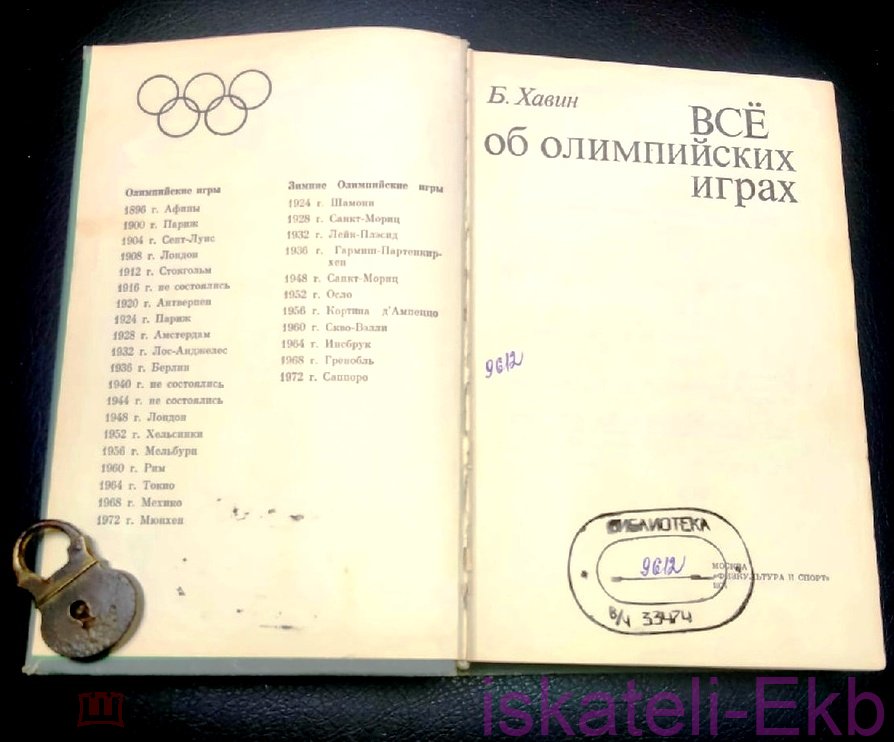 Олимпийские игры
1896 г. Афины
1900 г. Париж
1904 г. Сент-Луис
1908 г. Лондон
1912 г. Стокгольм
1916 г. не состоялись
1920 г. Антверпен
1924 г. Париж
1928 г. Амстердам
1932 г. Лос-Анджелес
1936 г. Берлин
1940 г. не состоялись
1944 г. не состоялись
1948 г. Лондон
1952 г. Хельсинки
1956 г. Мельбурн
1960 г. Рим
1964 г. Токио
1968 г. Мехико
1972 г. Мюнхен
Зимние Олимпийские игры
1924 г. Шамони
1928 г. Санкт-Мориц
1932 г. Лейк-Плэсид
1936 г. Гармиш-Партенкир-
хен
1948 г. Санкт-Мориц
1952 г. Осло
1956 г. Кортина д'Ампеццо
1960 г. Скво-Вэлли
1964 г. Инсбрук
1968 г. Гренобль
1972 г. Саппоро
Б. Хавин
ВСЁ
об олимпийских
играх
9612
БИБЛИОТЕКА
9612
В/Ч 33474
МОСКВА
«ФИЗКУЛЬТУРА И СПОРТ»
iskateli-Ekb